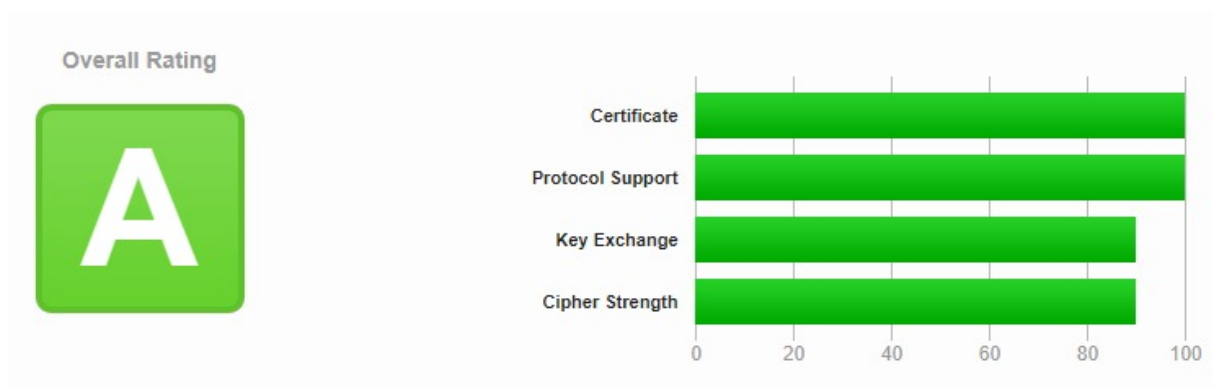 Overall Rating
A
Certificate
Protocol Support
Key Exchange
Cipher Strength
0 20 40 60 80 100